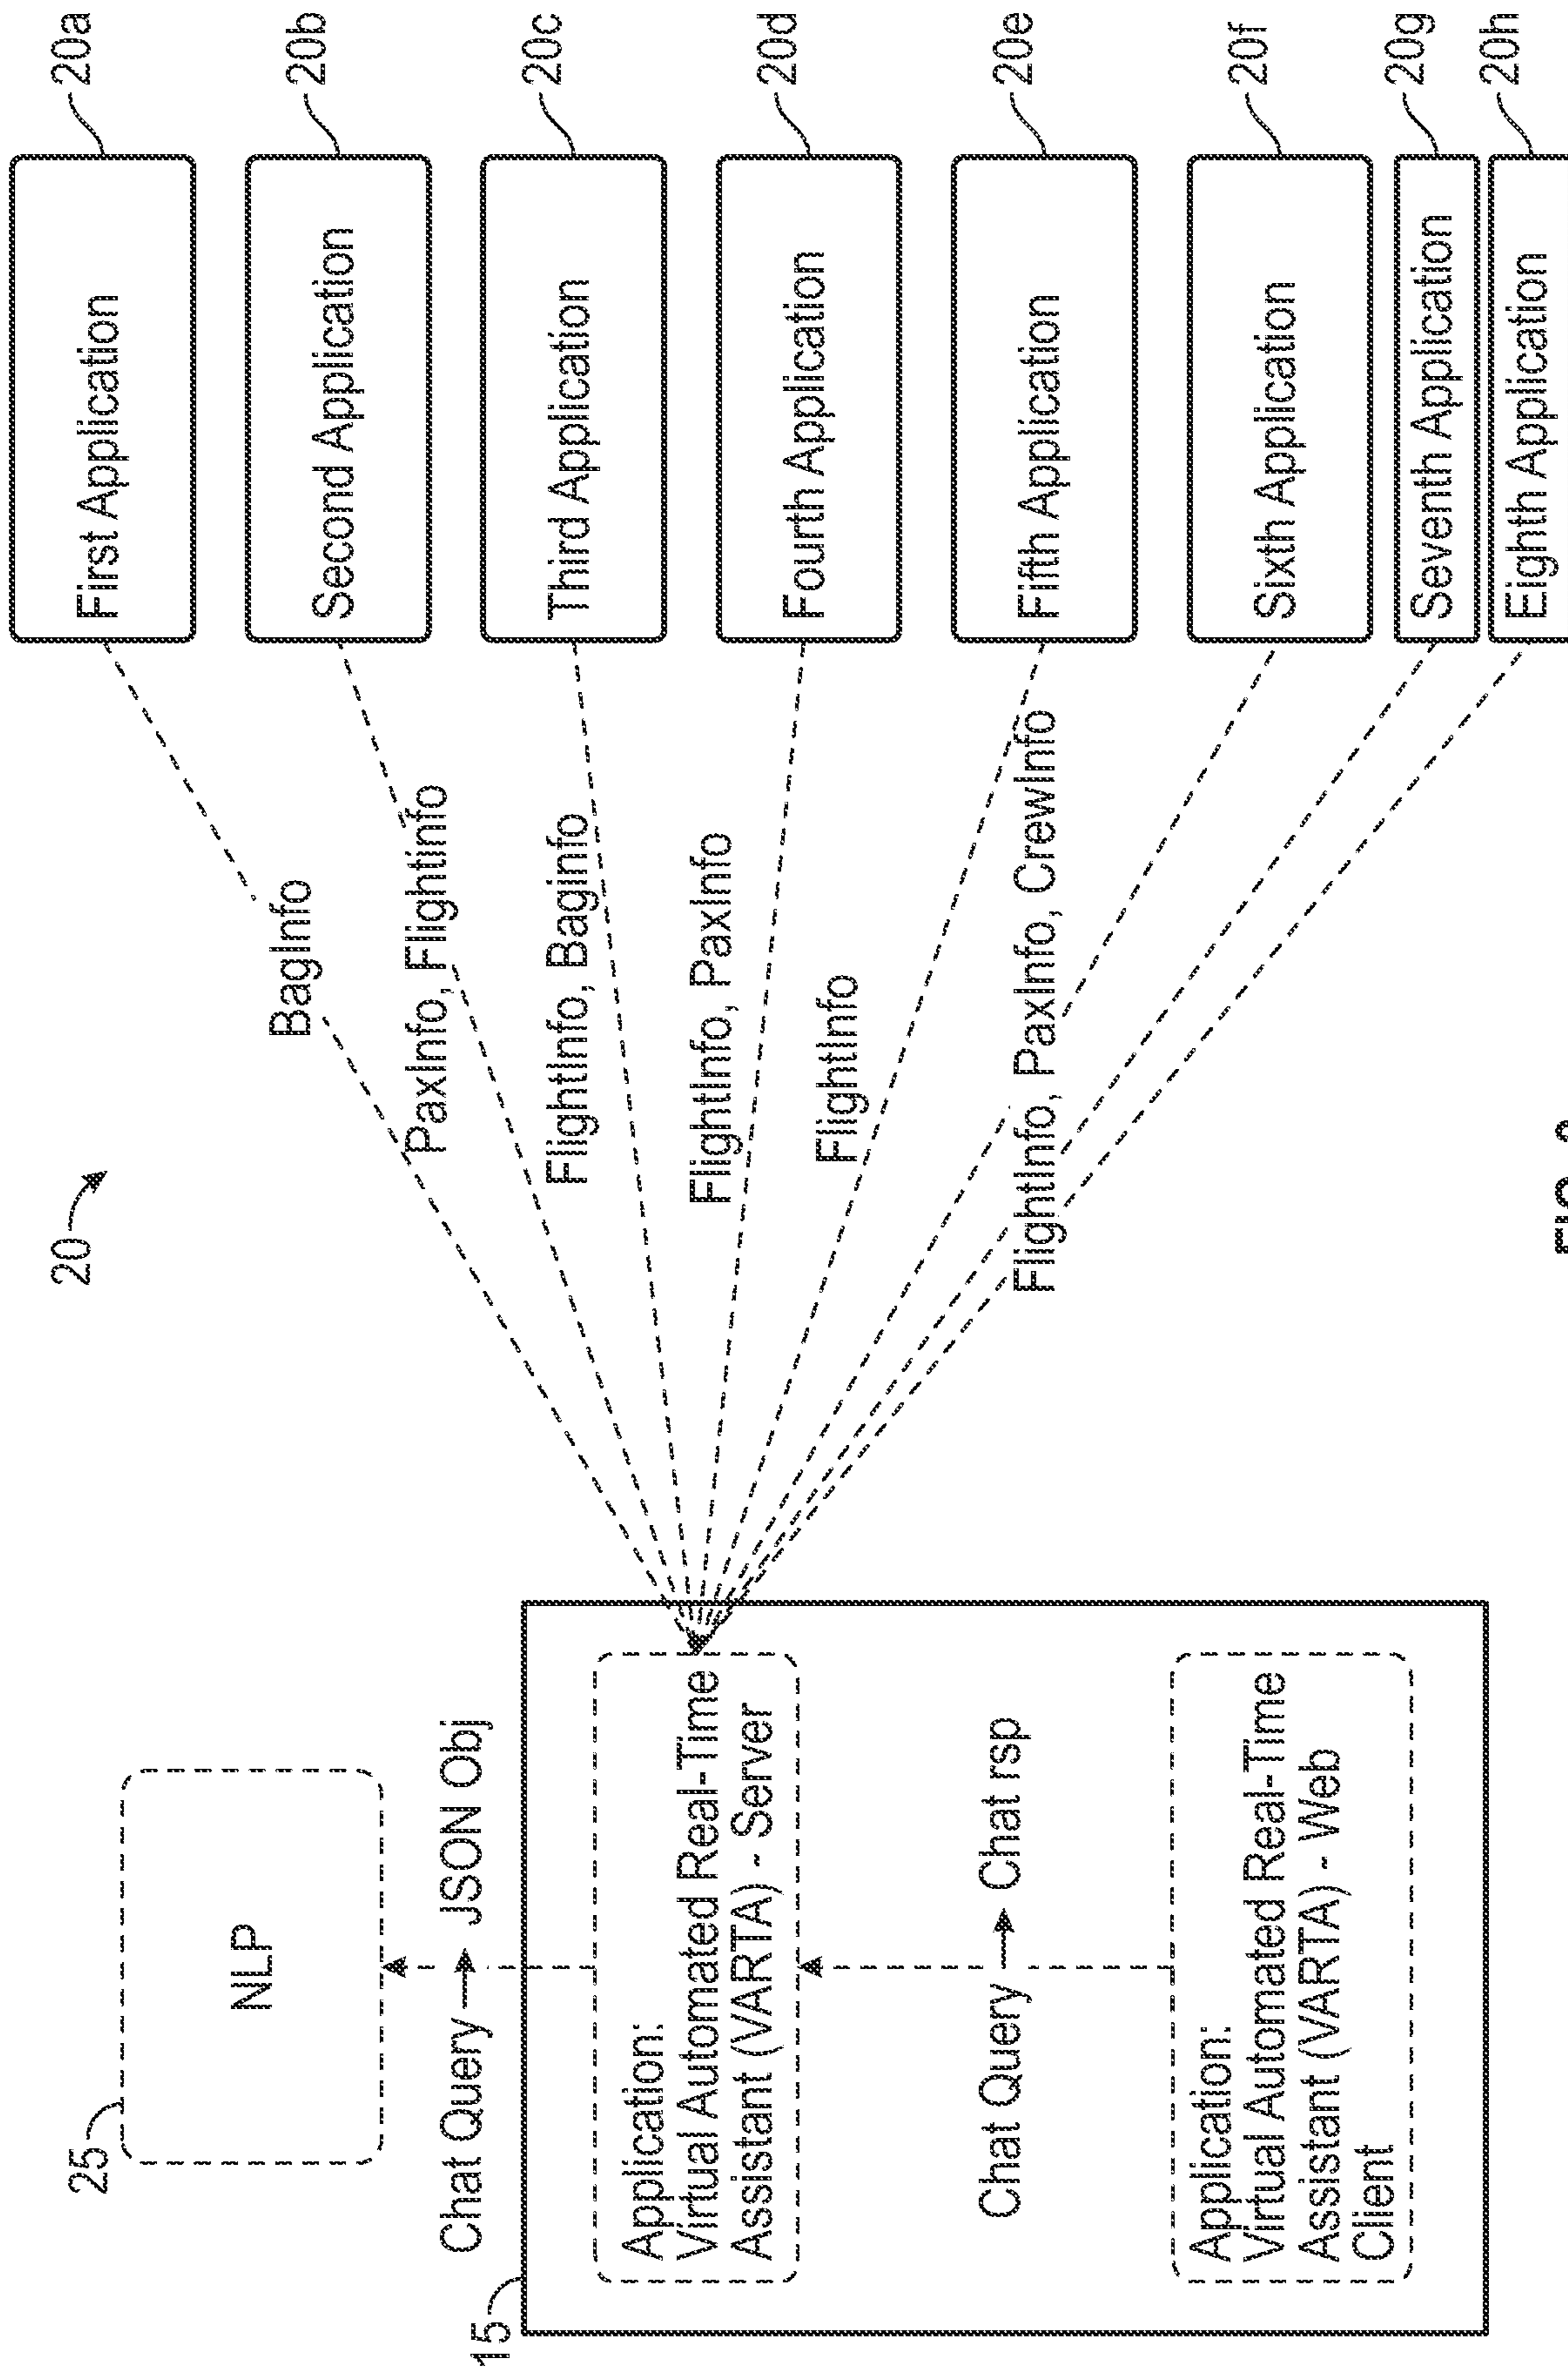 20
25
NLP
Chat Query → JSON Obj
15
Application:
Virtual Automated Real-Time
Assistant (VARTA) - Server
Chat Query → Chat rsp
Application:
Virtual Automated Real-Time
Assistant (VARTA) - Web
Client
BagInfo
PaxInfo, Flightinfo
FlightInfo, Baginfo
FlightInfo, PaxInfo
FlightInfo
FlightInfo, PaxInfo, CrewInfo
First Application
20a
Second Application
20b
Third Application
20c
Fourth Application
20d
Fifth Application
20e
Sixth Application
20f
Seventh Application
20g
Eighth Application
20h